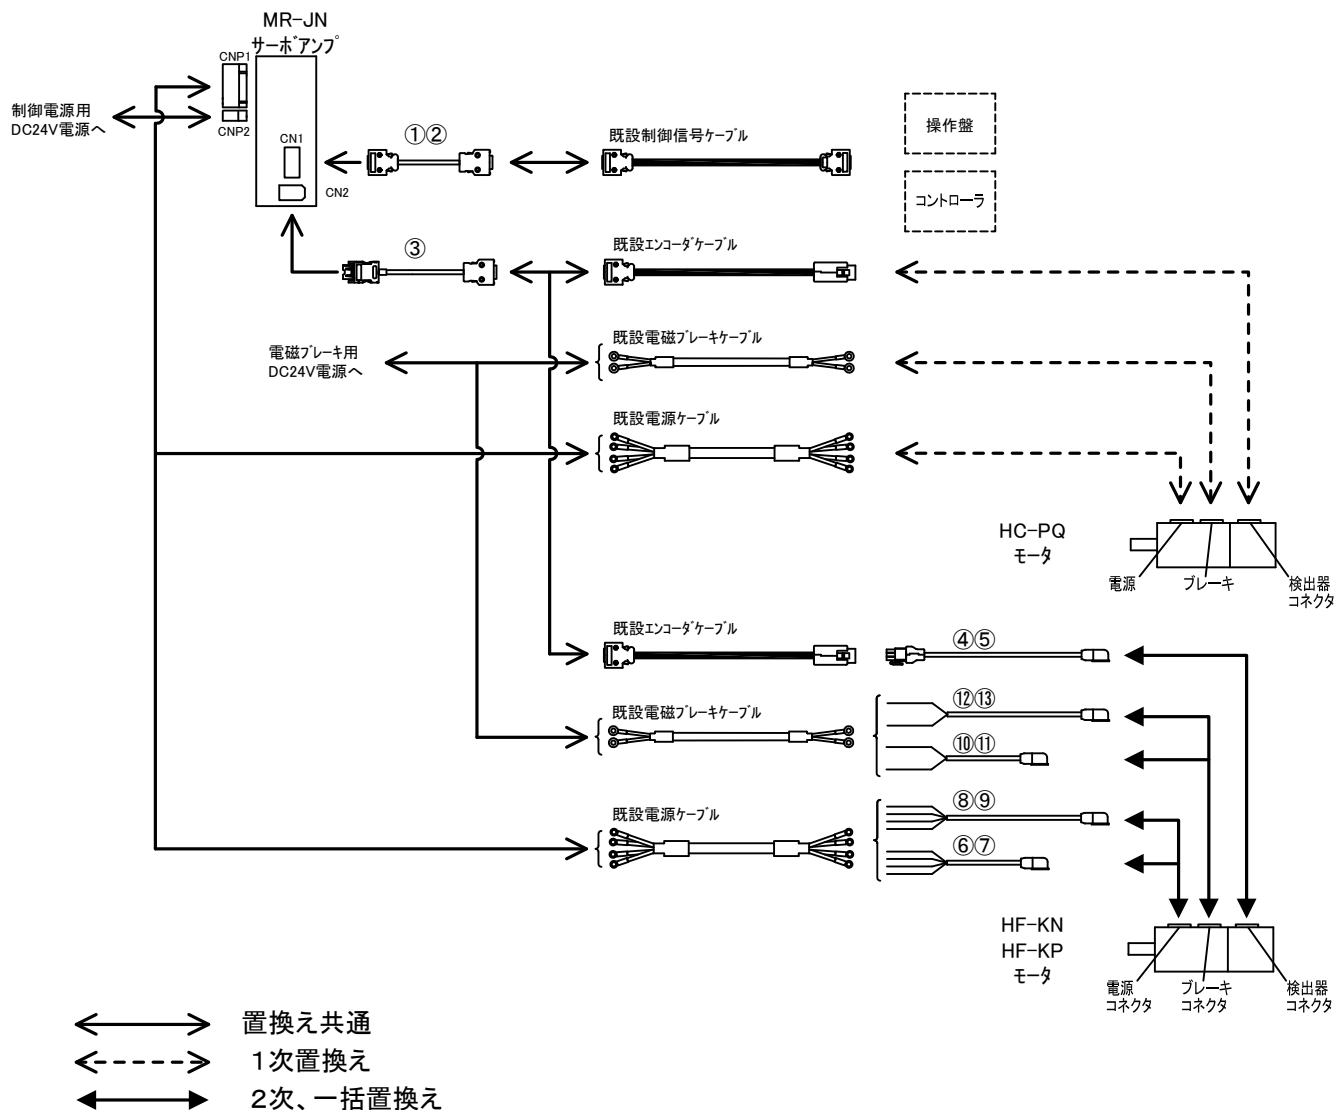 MR-JN
サーボアンプ
CNP1
制御電源用
DC24V電源へ
CNP2
CN1
CN2
①②
既設制御信号ケーブル
操作盤
コントローラ
③
既設エンコーダケーブル
電磁ブレーキ用
DC24V電源へ
既設電磁ブレーキケーブル
既設電源ケーブル
HC-PQ
モータ
電源
ブレーキ
検出器
コネクタ
既設エンコーダケーブル
④⑤
既設電磁ブレーキケーブル
⑫⑬
⑩⑪
既設電源ケーブル
⑧⑨
⑥⑦
HF-KN
HF-KP
モータ
電源
コネクタ
ブレーキ
コネクタ
検出器
コネクタ
置換え共通
1次置換え
2次、一括置換え